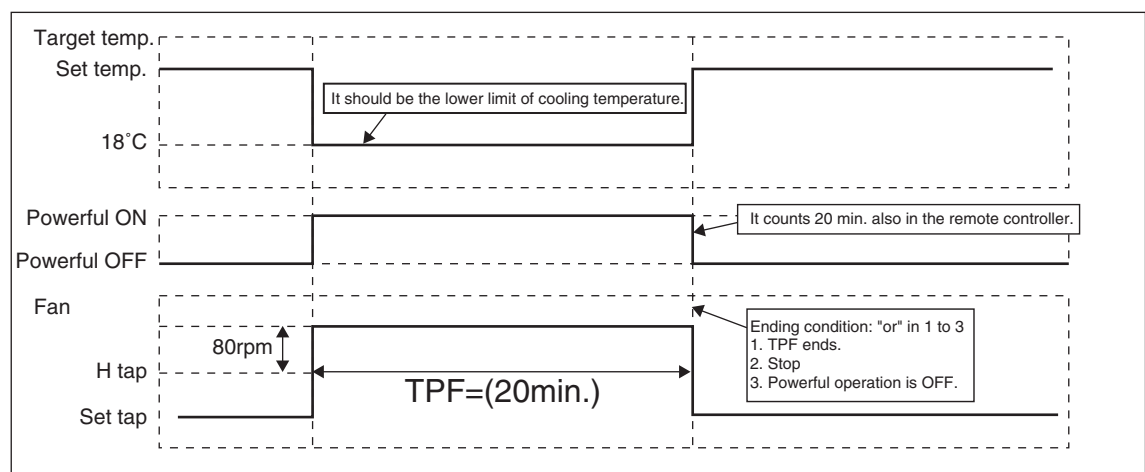 Target temp.
Set temp.
It should be the lower limit of cooling temperature.
18˚C
Powerful ON
It counts 20 min. also in the remote controller.
Powerful OFF
Fan
Ending condition: "or" in 1 to 3
1. TPF ends.
2. Stop
3. Powerful operation is OFF.
80rpm
H tap
TPF=(20min.)
Set tap